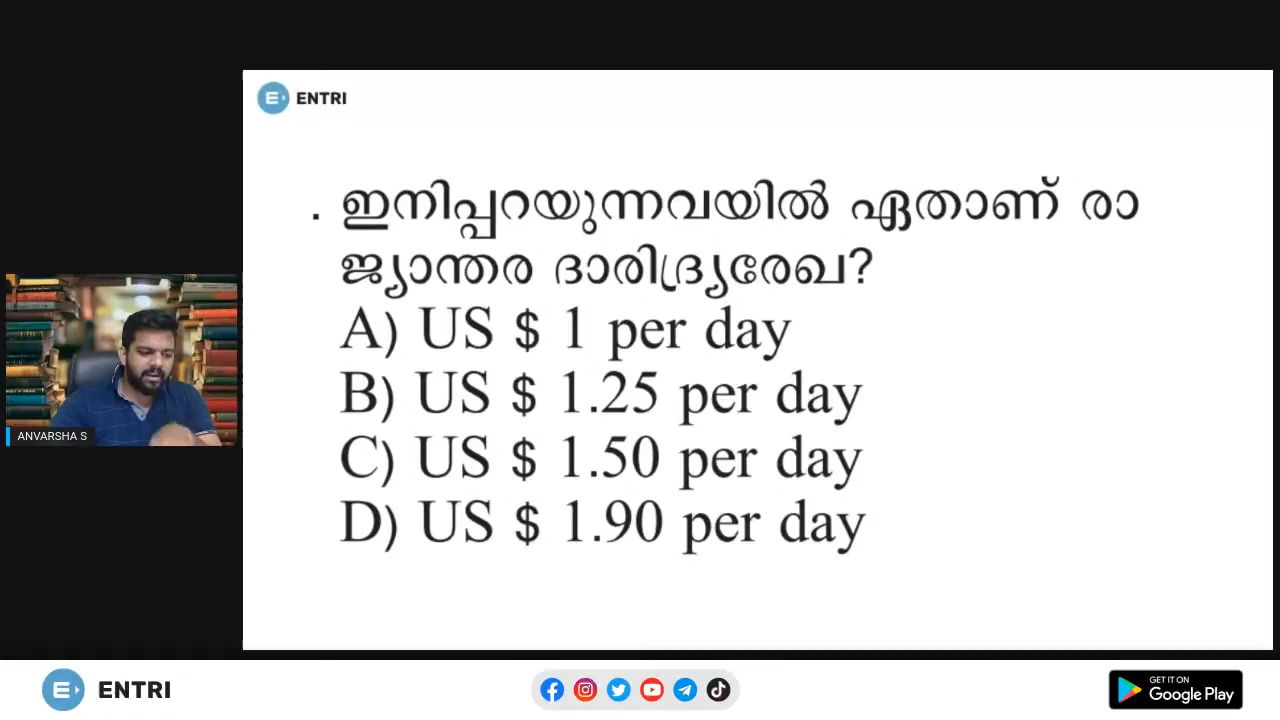 ENTRI
. ഇനിപ്പറയുന്നവയിൽ ഏതാണ് രാ
ജ്യാന്തര ദാരിദ്ര്യരേഖ?
A) US $ 1 per day
B) US $ 1.25 per day
C) US $ 1.50 per day
D) US $ 1.90 per day
ANVARSHA S
ENTRI
GET IT ON
Google Play